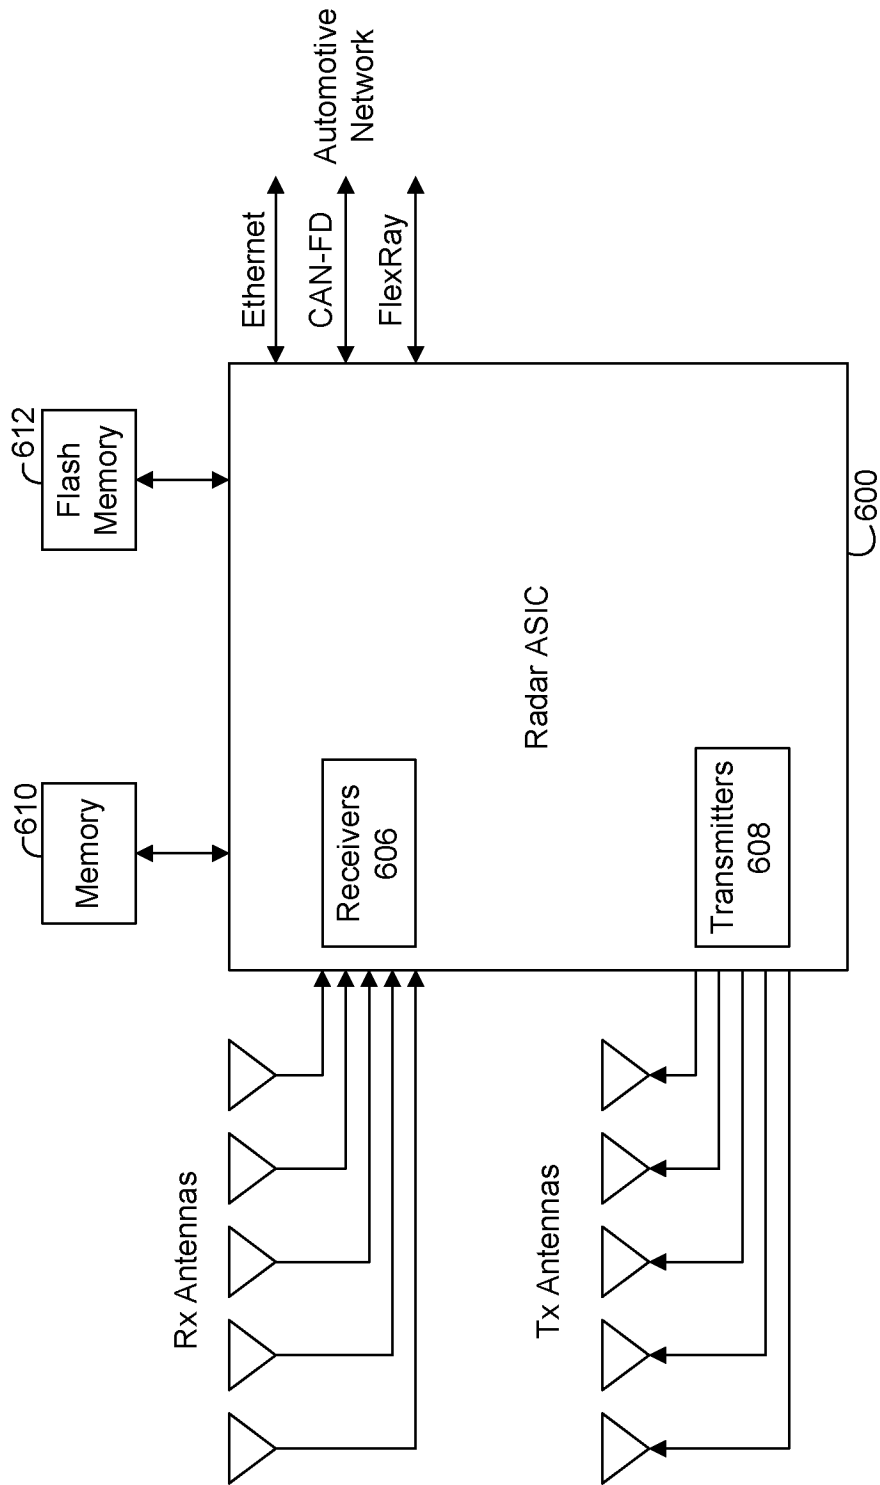 610
Memory
612
Flash
Memory
Rx Antennas
Receivers
606
Ethernet
CAN-FD
FlexRay
Automotive
Network
Radar ASIC
Tx Antennas
Transmitters
608
600